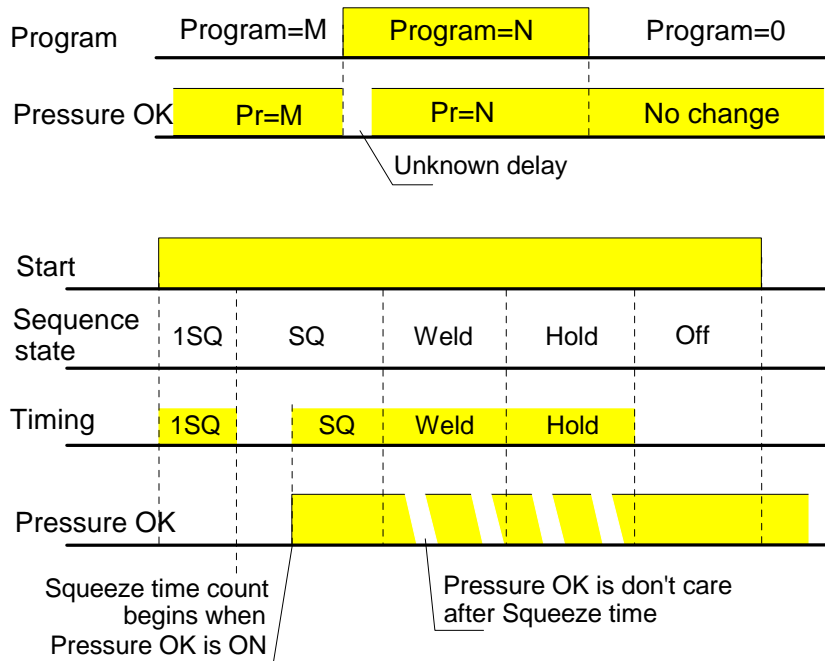 Program
Program=M
Program=N
Program=0
Pressure OK
Pr=M
Pr=N
No change
Unknown delay
Start
Sequence
state
1SQ
SQ
Weld
Hold
Off
Timing
1SQ
SQ
Weld
Hold
Pressure OK
Squeeze time count
begins when
Pressure OK is ON
Pressure OK is don't care
after Squeeze time